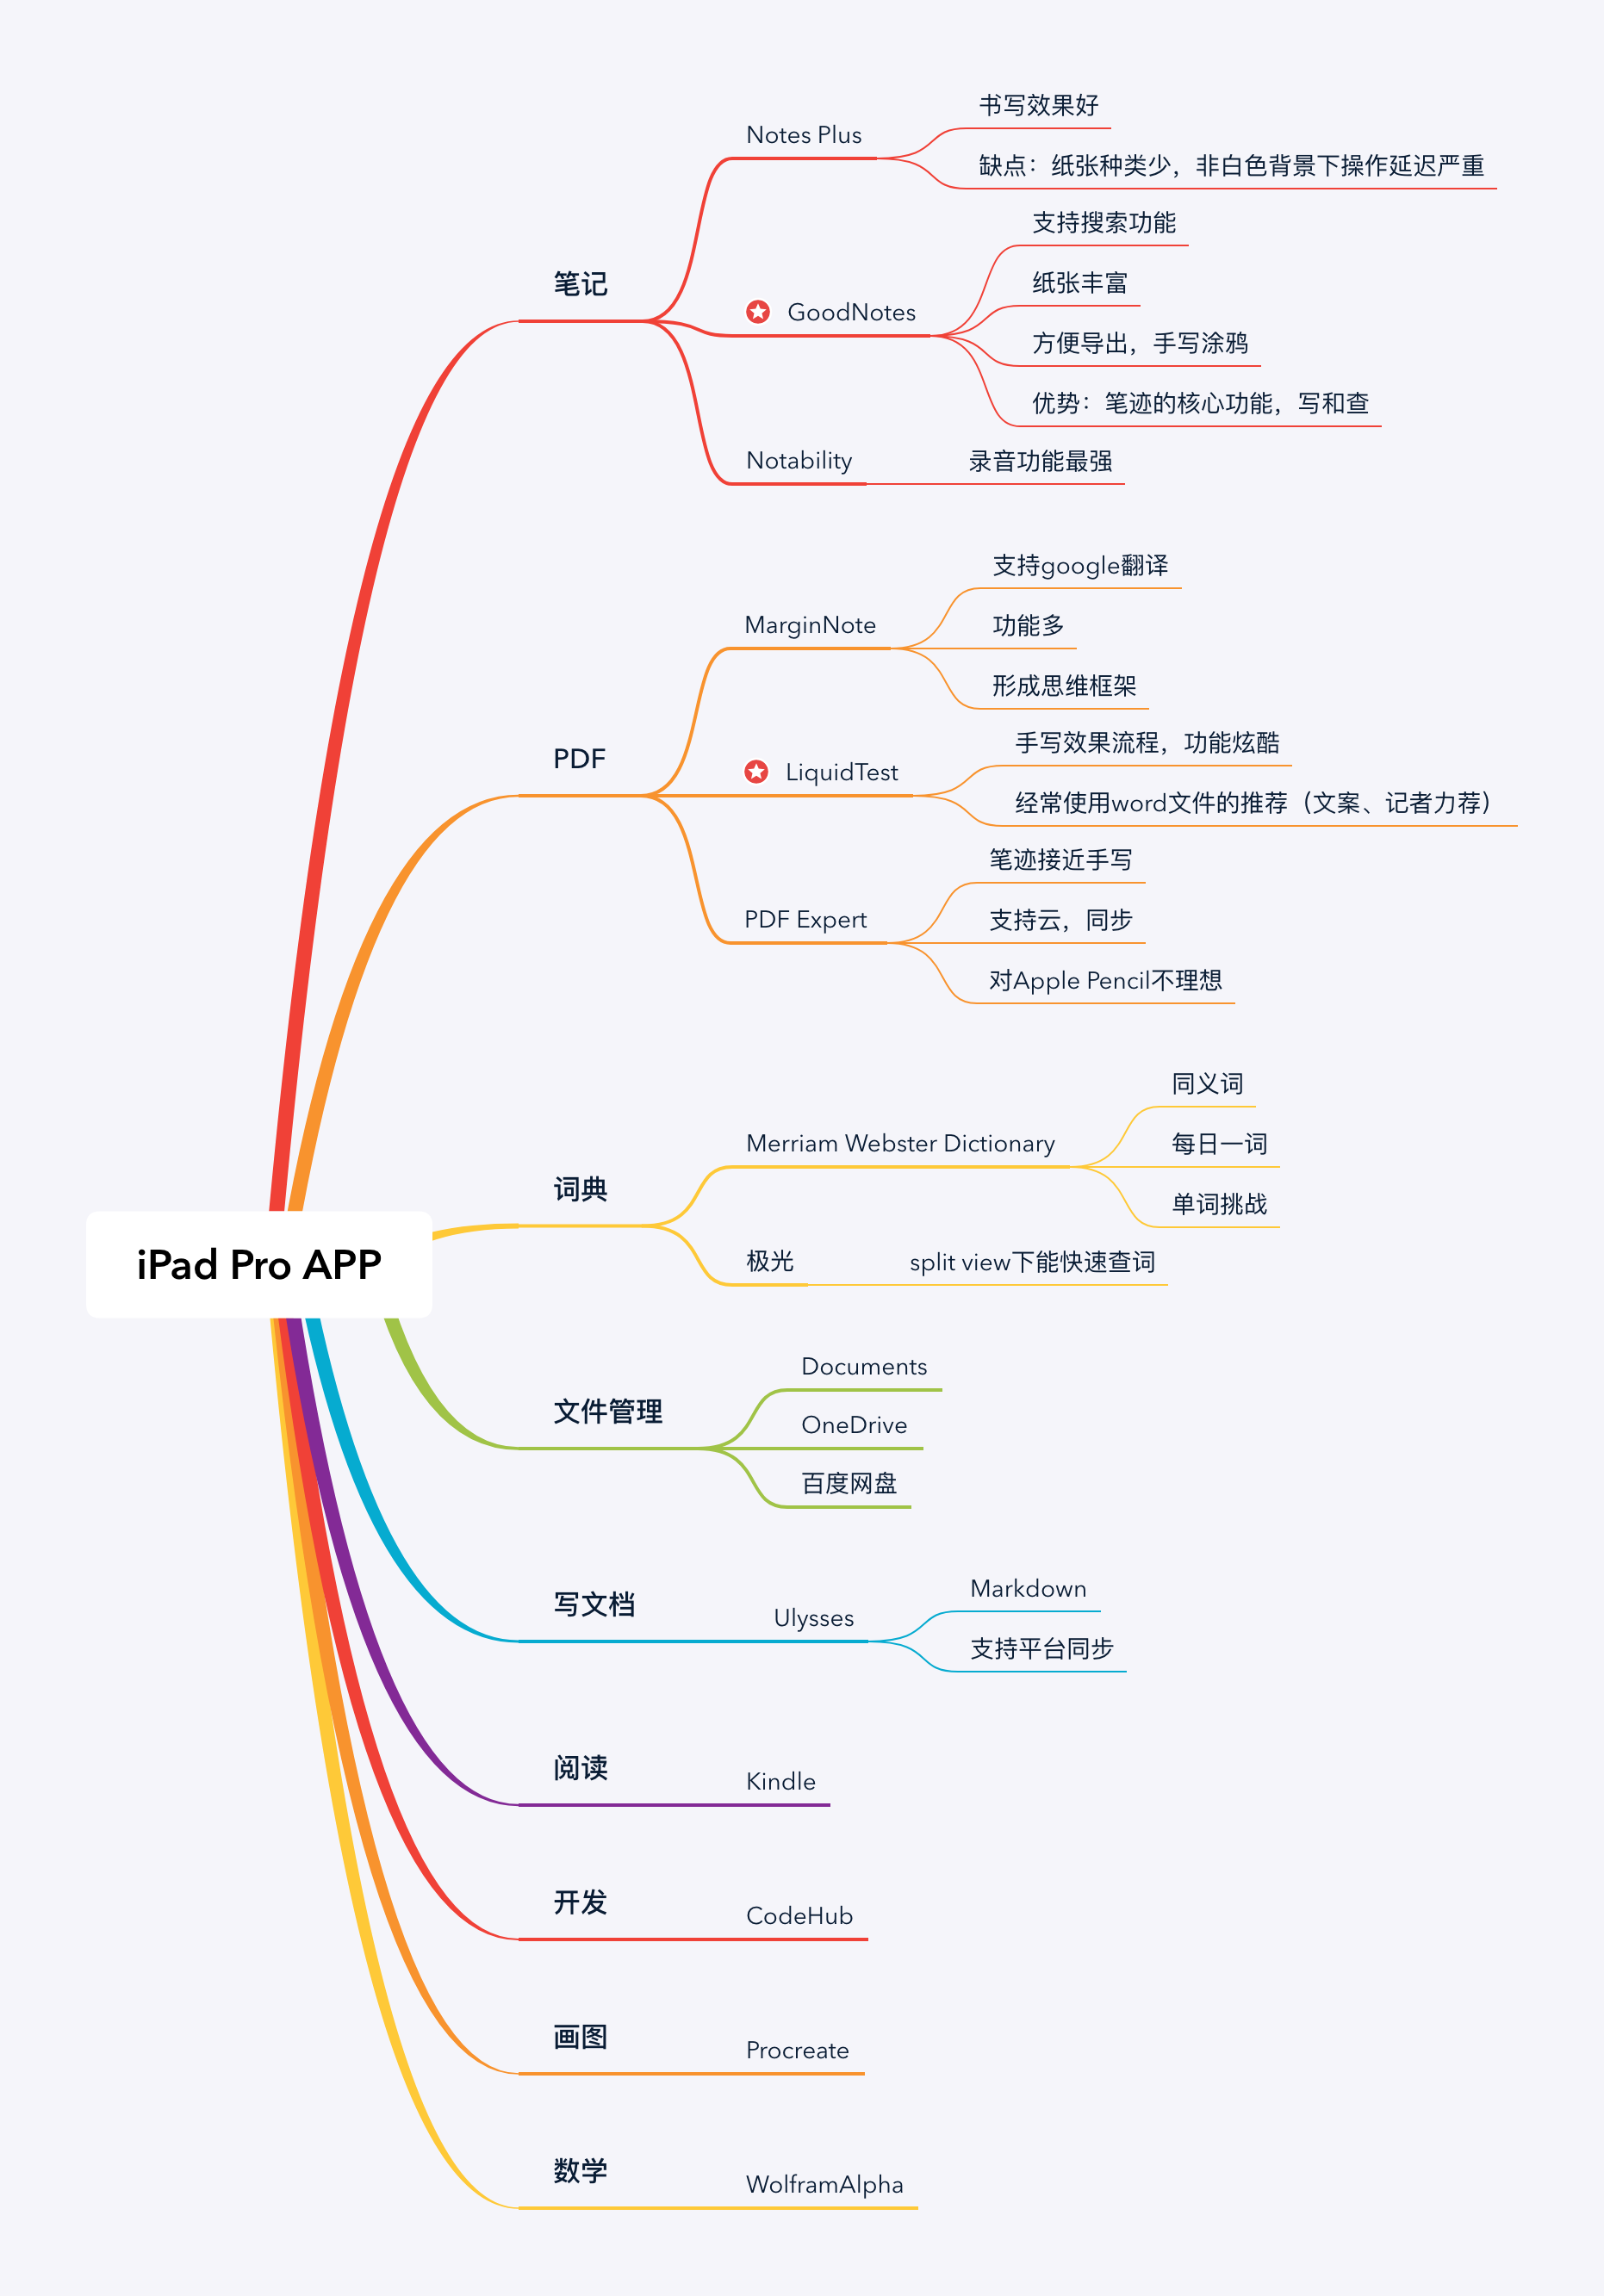 iPad Pro APP
笔记
Notes Plus
书写效果好
缺点：纸张种类少，非白色背景下操作延迟严重
GoodNotes
支持搜索功能
纸张丰富
方便导出，手写涂鸦
优势：笔迹的核心功能，写和查
Notability
录音功能最强
PDF
MarginNote
支持google翻译
功能多
形成思维框架
LiquidTest
手写效果流程，功能炫酷
经常使用word文件的推荐（文案、记者力荐）
PDF Expert
笔迹接近手写
支持云，同步
对Apple Pencil不理想
词典
Merriam Webster Dictionary
同义词
每日一词
单词挑战
极光
split view下能快速查词
文件管理
Documents
OneDrive
百度网盘
写文档
Ulysses
Markdown
支持平台同步
阅读
Kindle
开发
CodeHub
画图
Procreate
数学
WolframAlpha